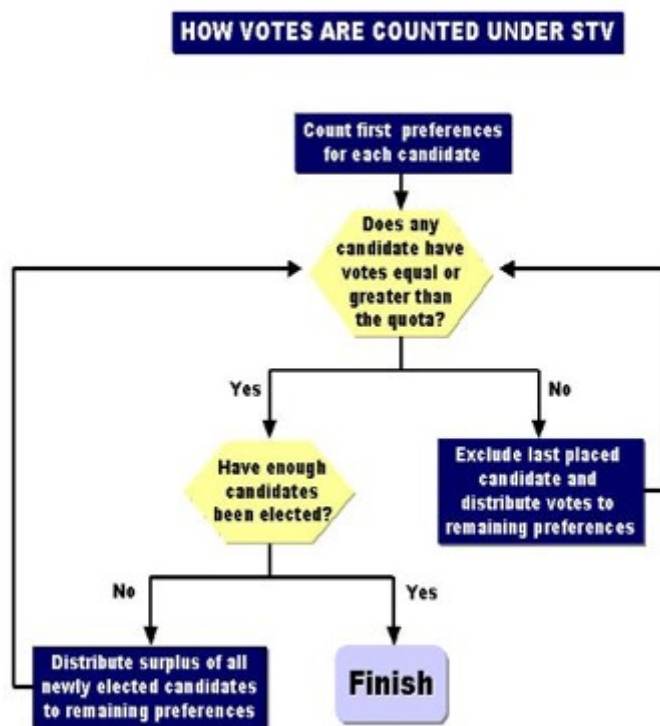 HOW VOTES ARE COUNTED UNDER STV
Count first preferences
for each candidate
Does any
candidate have
votes equal or
greater than
the quota?
Yes
No
Have enough
candidates
been elected?
Exclude last placed
candidate and
distribute votes to
remaining preferences
No
Yes
Distribute surplus of all
newly elected candidates
to remaining preferences
Finish